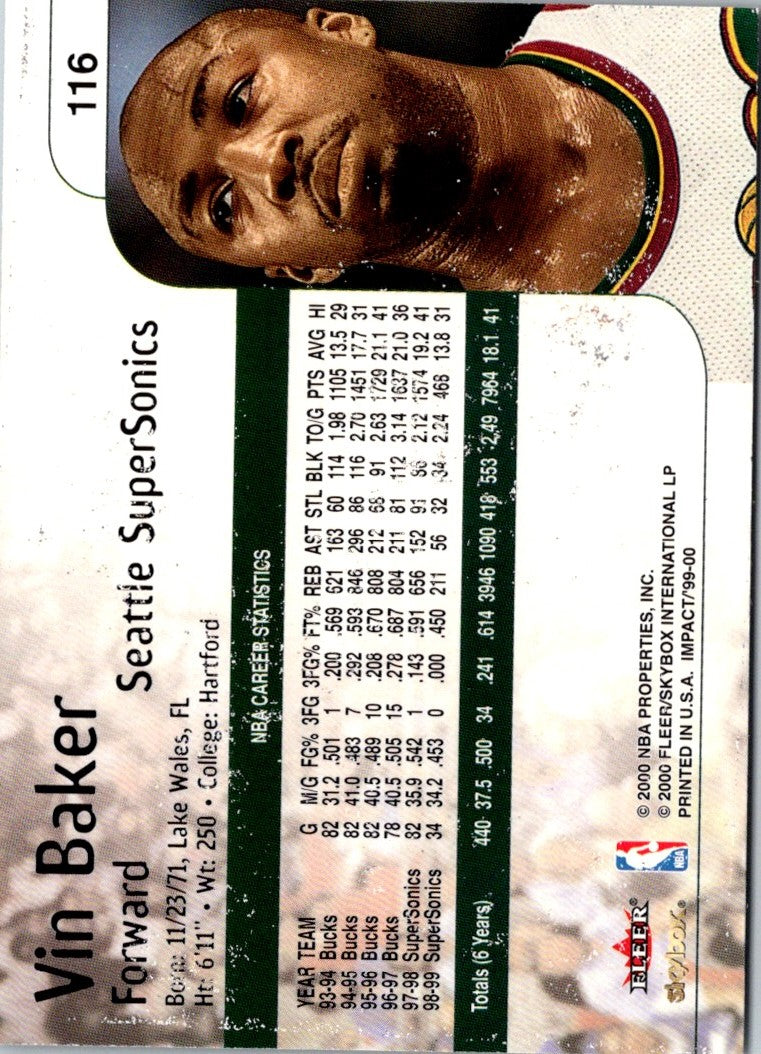 116
Vin Baker
Forward Seattle SuperSonics
Born: 11/23/71, Lake Wales, FL
Ht: 6'11" • Wt: 250 • College: Hartford
NBA CAREER STATISTICS
YEAR TEAM G M/G FG% 3FG 3FG% FT% REB AST STL BLK TO/G PTS AVG HI
93-94 Bucks 82 31.2 .501 1 .200 .569 621 163 60 114 1.98 1105 13.5 29
94-95 Bucks 82 41.0 .483 7 .292 .593 846 296 86 116 2.70 1451 17.7 31
95-96 Bucks 82 40.5 .489 10 .208 .670 808 212 68 91 2.63 1729 21.1 41
96-97 Bucks 78 40.5 .505 15 .278 .687 804 211 81 112 3.14 1637 21.0 36
97-98 SuperSonics 82 35.9 .542 1 .143 .591 656 152 91 2.12 1574 19.2 41
98-99 SuperSonics 34 34.2 .453 0 .000 .450 211 56 32 34 2.24 468 13.8 31
Totals (6 Years) 440 37.5 .500 34 .241 .614 3946 1090 418 553 2.49 7964 18.1 41
FLEER
skybox
NBA
© 2000 NBA PROPERTIES, INC.
© 2000 FLEER/SKYBOX INTERNATIONAL LP
PRINTED IN U.S.A. IMPACT/'99-00